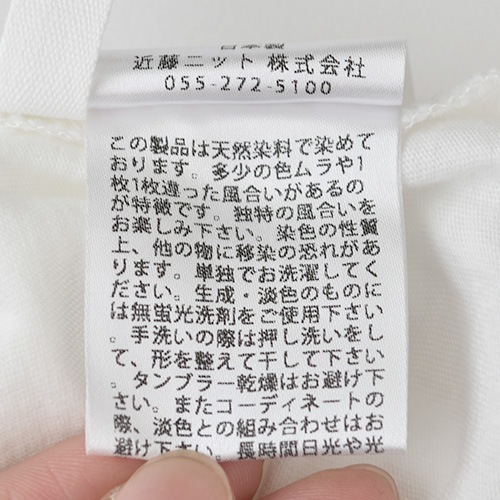 日本製
近藤ニット 株式会社
055-272-5100
この製品は天然染料で染めて
おります。多少の色ムラや1
枚1枚違った風合いがあるの
が特徴です。独特の風合いを
お楽しみ下さい。染色の性質
上、他の物に移染の恐れがあ
ります。単独でお洗濯してく
ださい。生成・淡色のものに
は無蛍光洗剤をご使用下さい
。手洗いの際は押し洗いをし
て、形を整えて干して下さい
。タンブラー乾燥はお避け下
さい。またコーディネートの
際、淡色との組み合わせはお
避け下さい。長時間日光や光